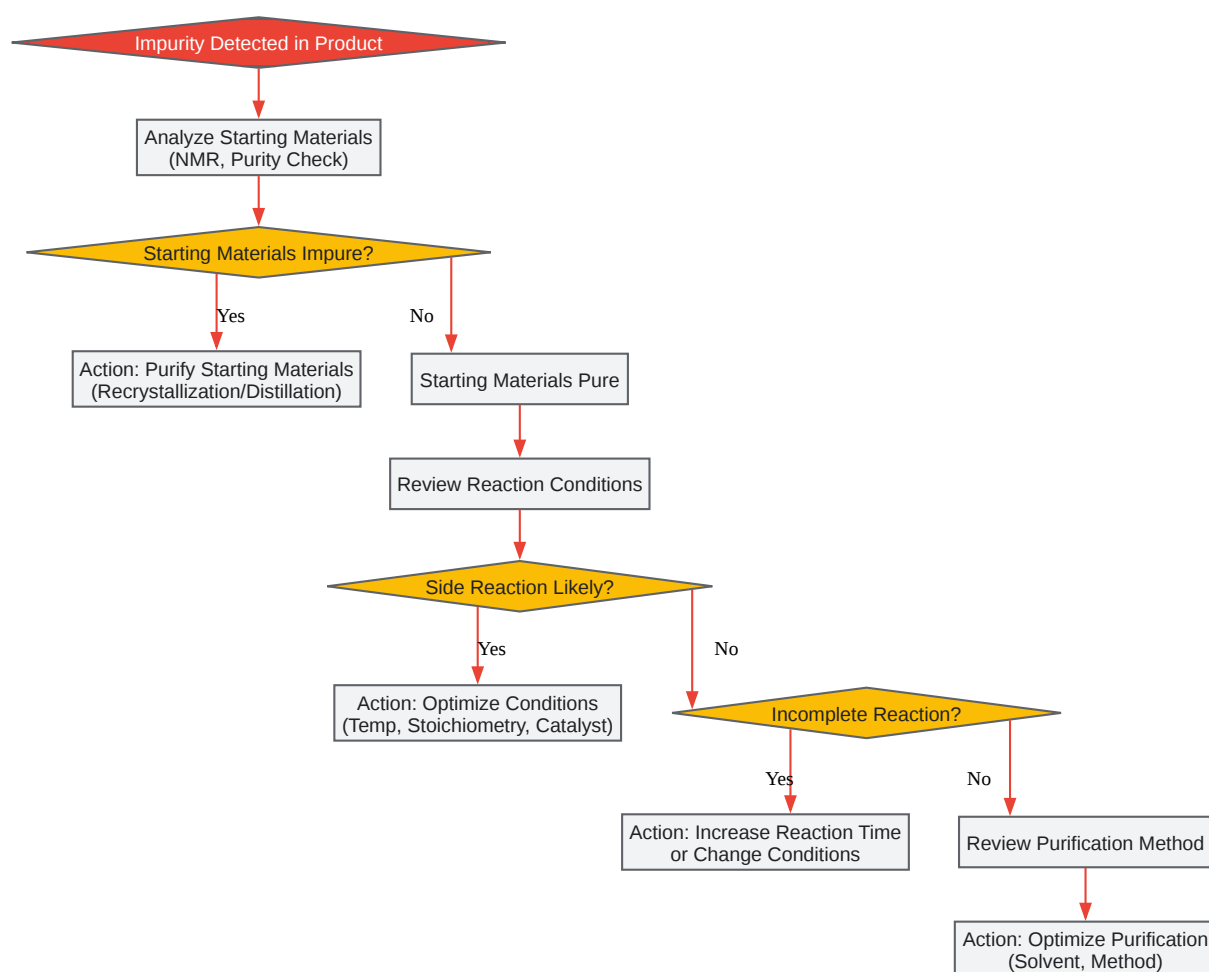 Impurity Detected in Product
Analyze Starting Materials
(NMR, Purity Check)
Starting Materials Impure?
Yes
No
Action: Purify Starting Materials
(Recrystallization/Distillation)
Starting Materials Pure
Review Reaction Conditions
Side Reaction Likely?
Yes
No
Action: Optimize Conditions
(Temp, Stoichiometry, Catalyst)
Incomplete Reaction?
Yes
No
Action: Increase Reaction Time
or Change Conditions
Review Purification Method
Action: Optimize Purification
(Solvent, Method)